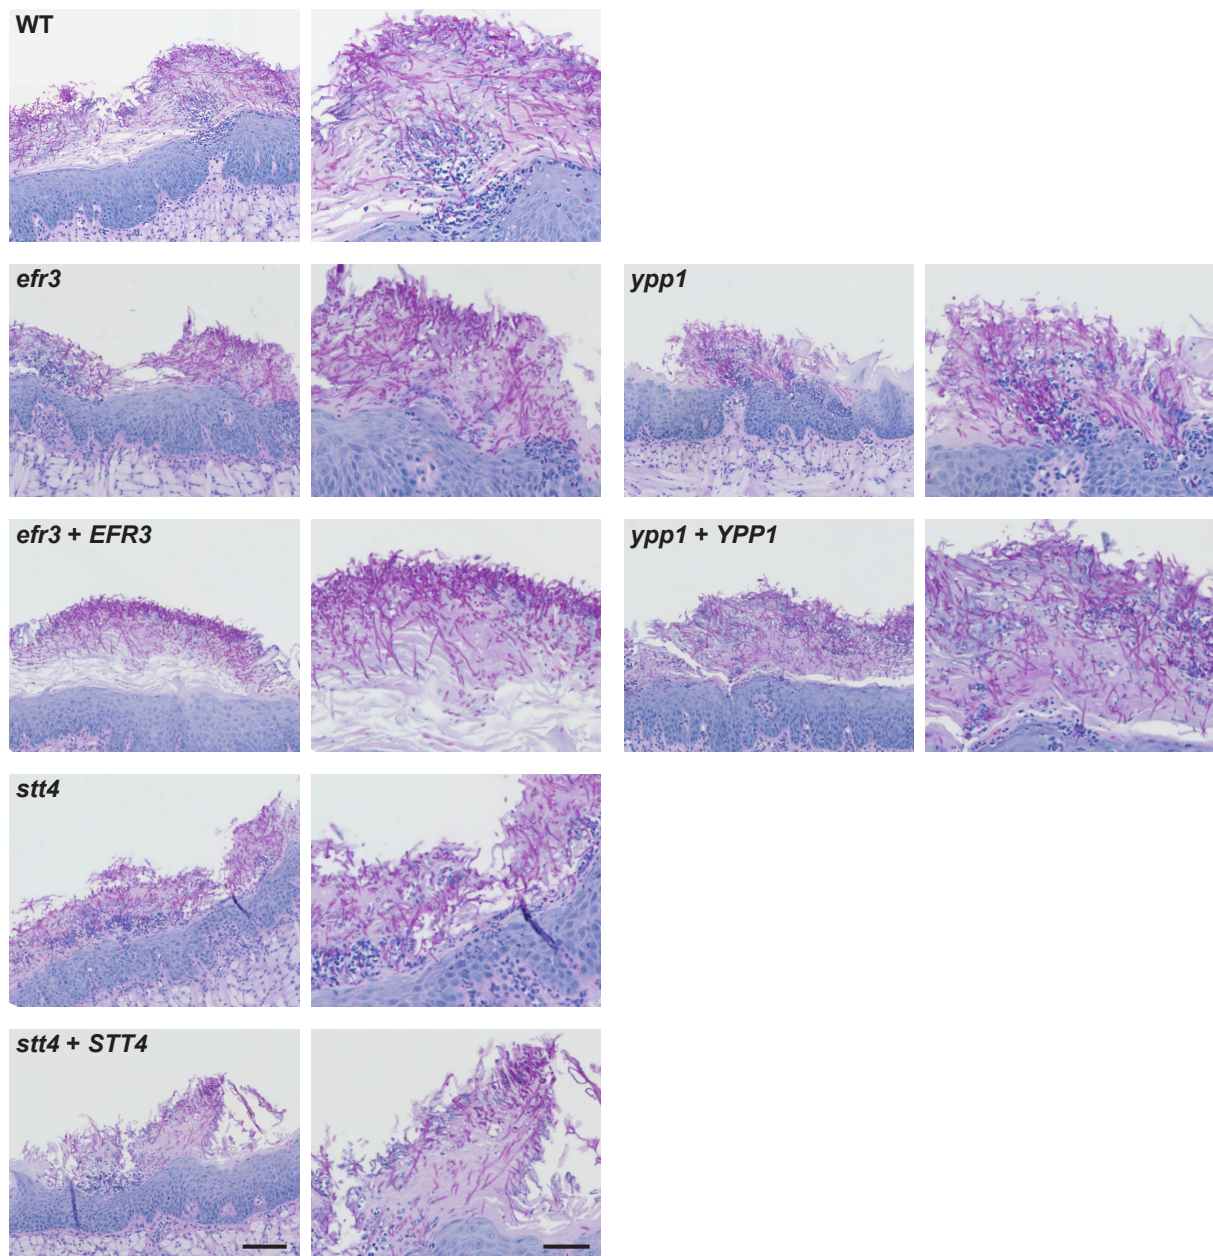 WT
efr3
ypp1
efr3 + EFR3
ypp1 + YPP1
stt4
stt4 + STT4